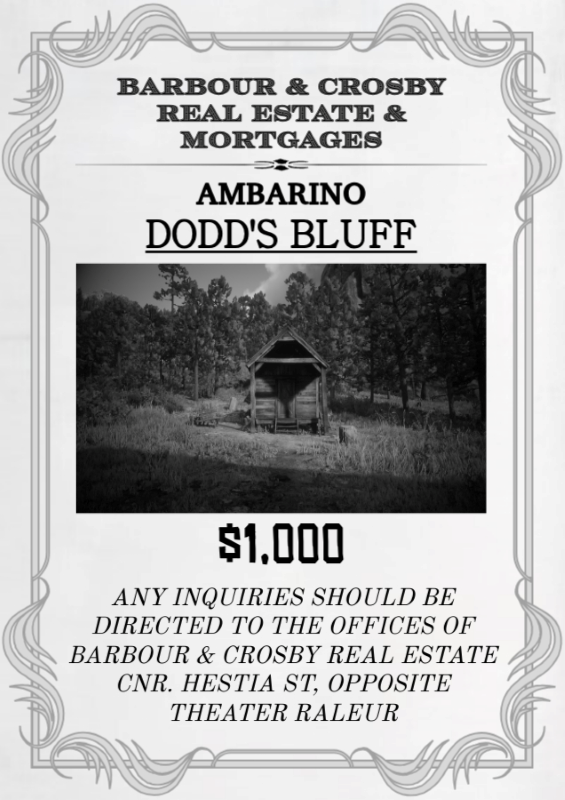 BARBOUR & CROSBY
REAL ESTATE &
MORTGAGES
AMBARINO
DODD'S BLUFF
$1,000
ANY INQUIRIES SHOULD BE
DIRECTED TO THE OFFICES OF
BARBOUR & CROSBY REAL ESTATE
CNR. HESTIA ST, OPPOSITE
THEATER RALEUR